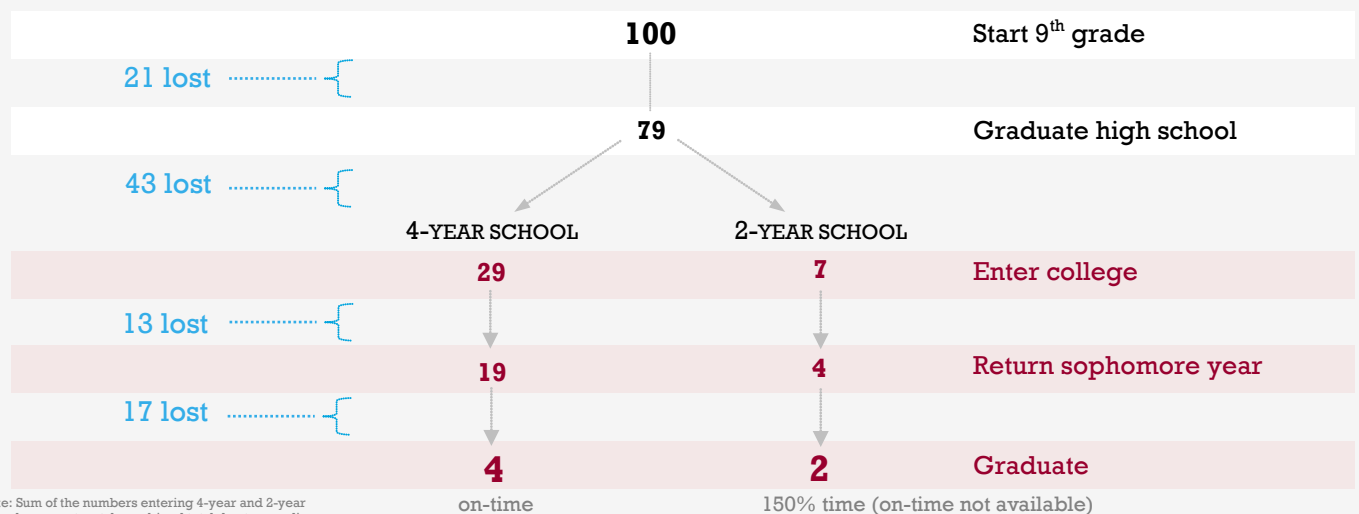 100 Start 9th grade
21 lost
79 Graduate high school
43 lost
4-YEAR SCHOOL 2-YEAR SCHOOL
29 7 Enter college
13 lost
19 4 Return sophomore year
17 lost
4 2 Graduate
on-time 150% time (on-time not available)
te: Sum of the numbers entering 4-year and 2-year